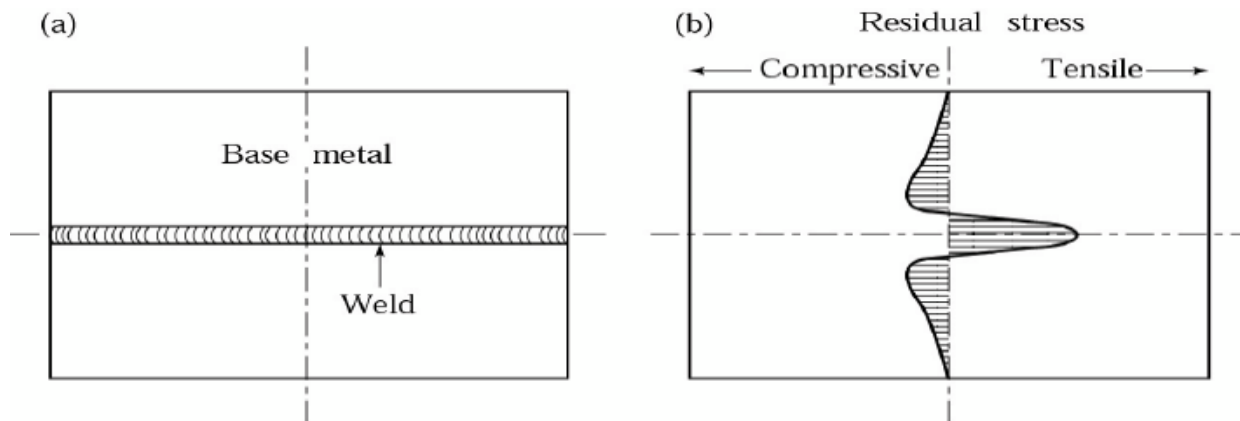 (a)
Base metal
Weld
(b)
Residual stress
Compressive
Tensile